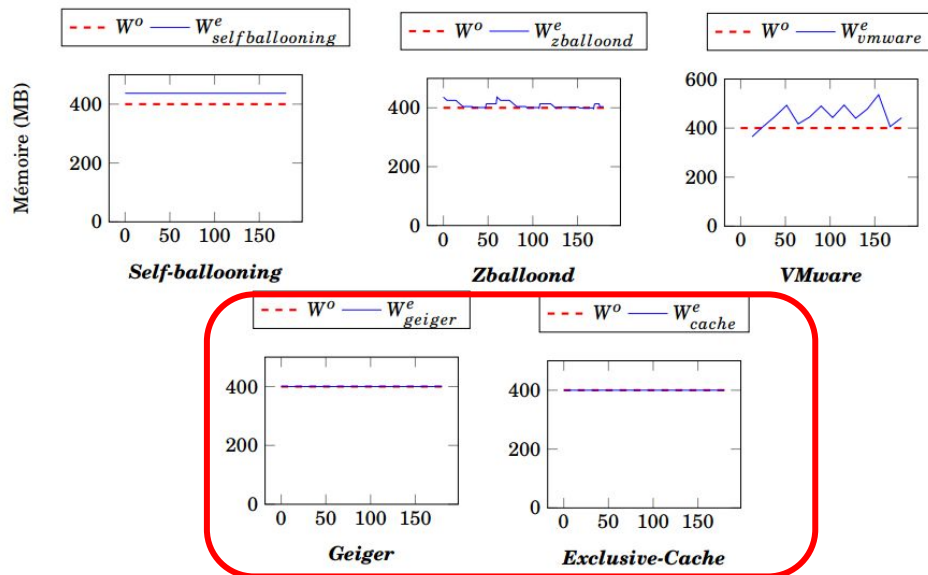 W^o W^e_selfballooning
W^o W^e_zballoond
W^o W^e_vmware
Mémoire (MB)
400
200
0
0 50 100 150
Self-ballooning
400
200
0
0 50 100 150
Zballoond
600
400
200
0
0 50 100 150
VMware
W^o W^e_geiger
W^o W^e_cache
400
200
0
0 50 100 150
Geiger
400
200
0
0 50 100 150
Exclusive-Cache